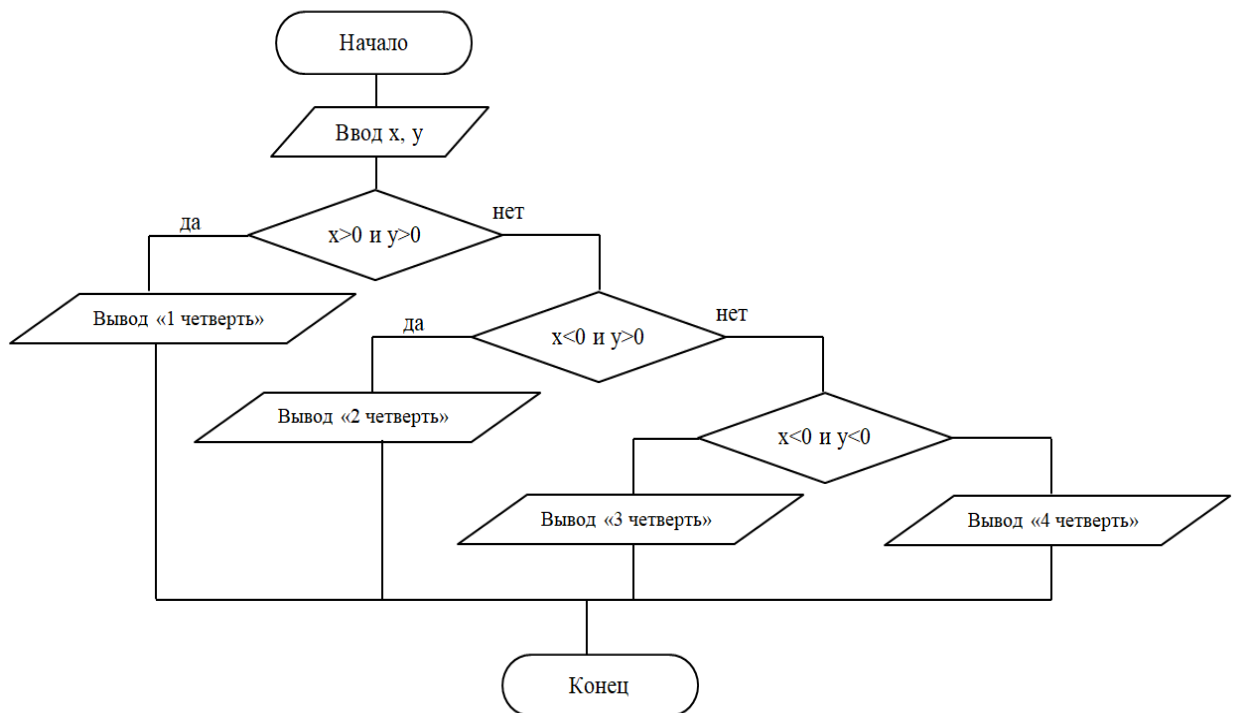 Начало
Ввод x, y
да
нет
x>0 и y>0
Вывод «1 четверть»
да
нет
x<0 и y>0
Вывод «2 четверть»
x<0 и y<0
Вывод «3 четверть»
Вывод «4 четверть»
Конец